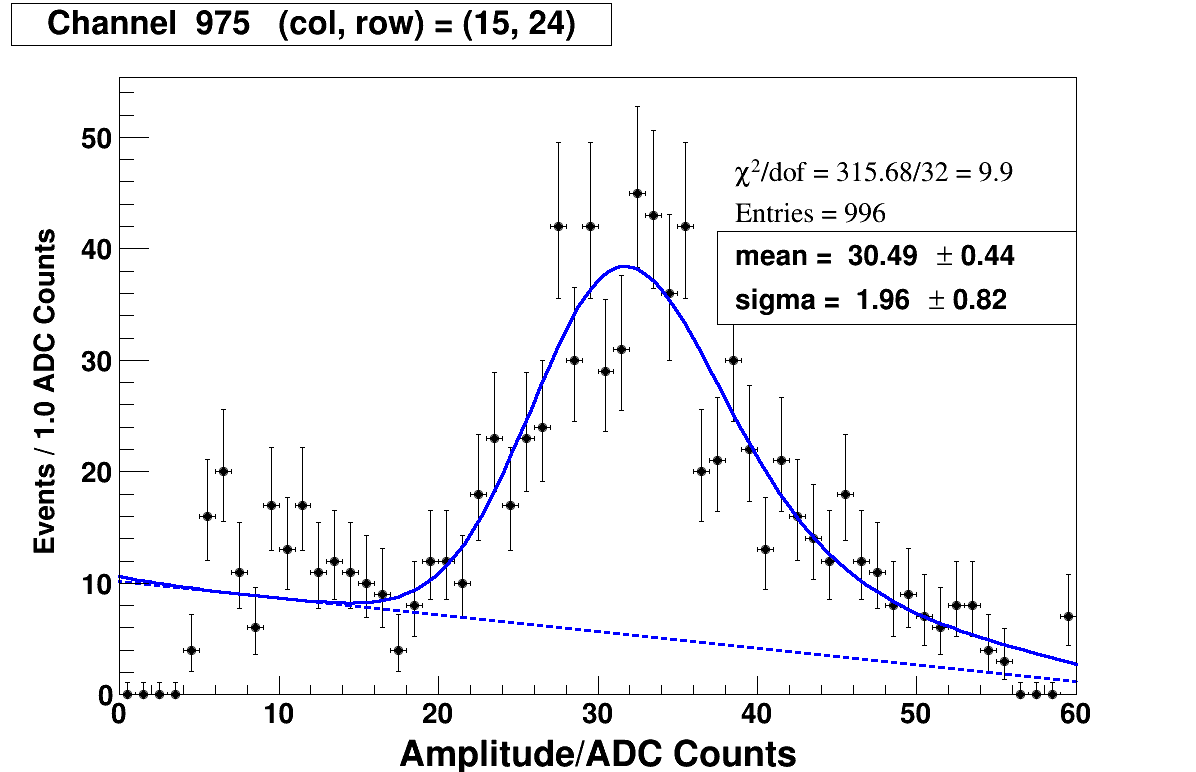 Channel 975 (col, row) = (15, 24)
Events / 1.0 ADC Counts
50
40
30
20
10
0
χ²/dof = 315.68/32 = 9.9
Entries = 996
mean = 30.49 ± 0.44
sigma = 1.96 ± 0.82
0 10 20 30 40 50 60
Amplitude/ADC Counts